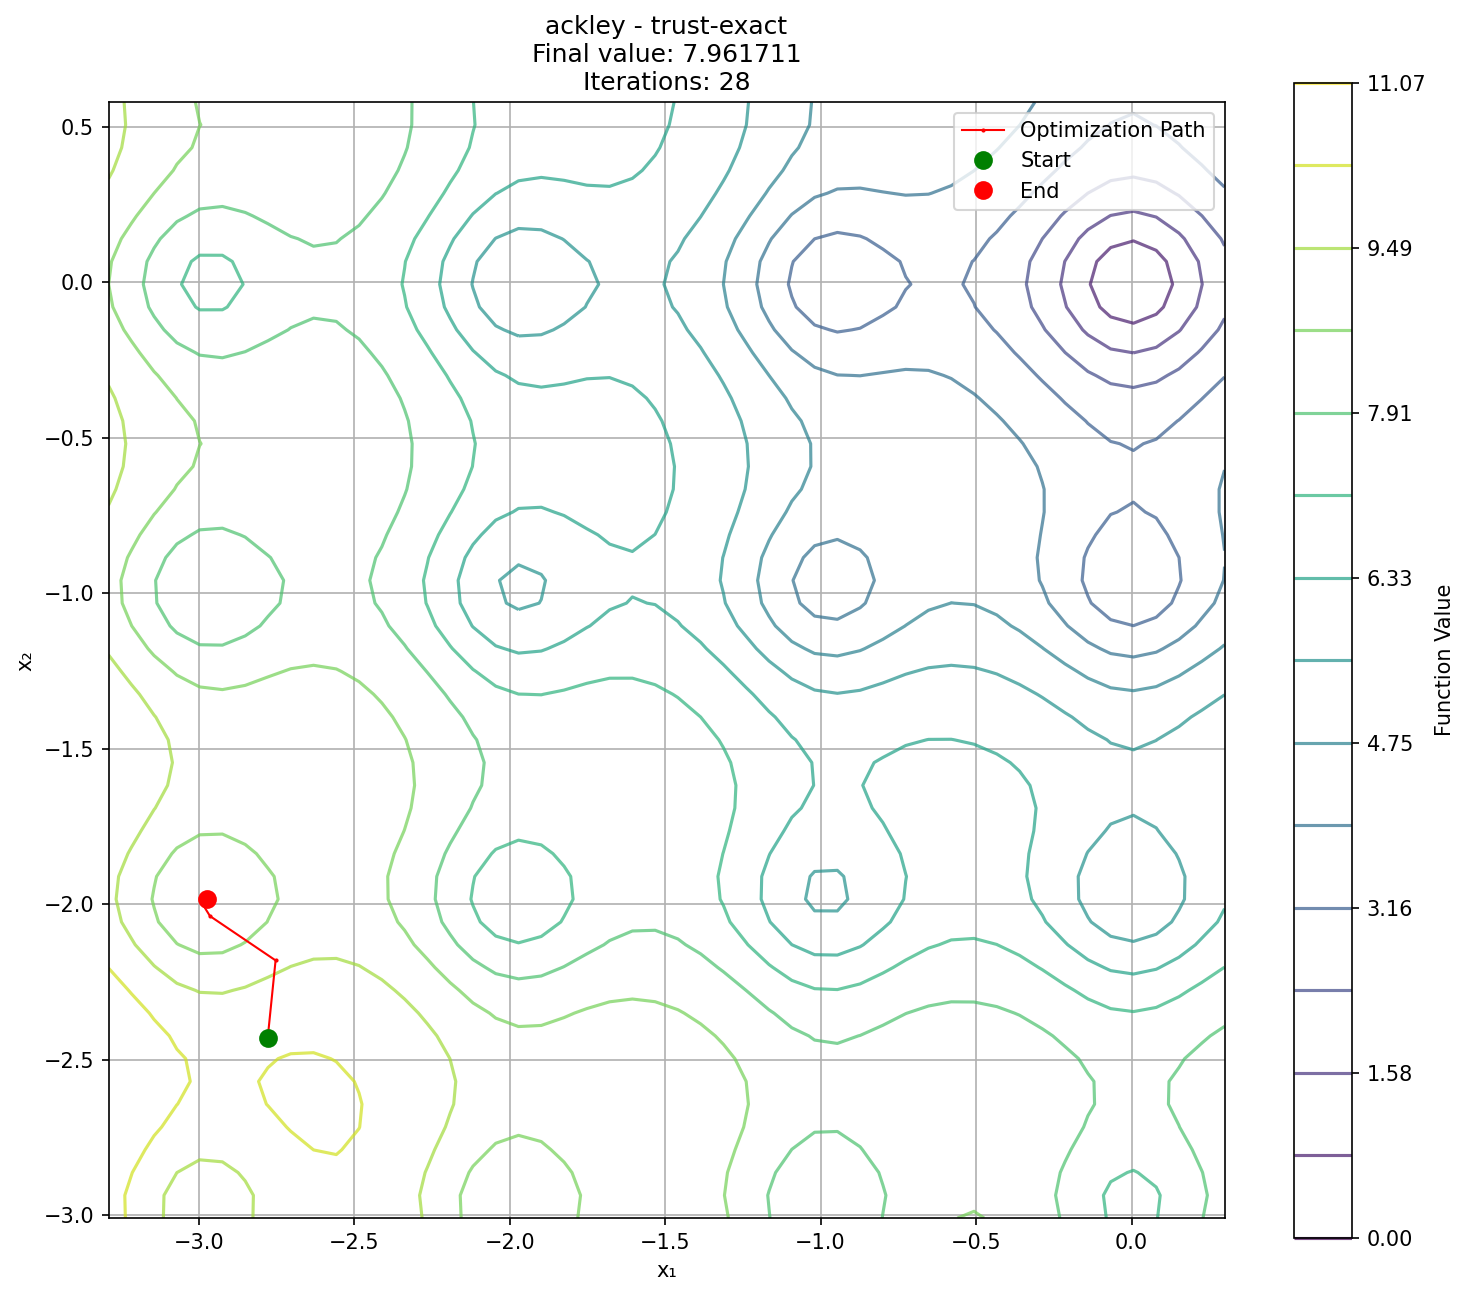 ackley - trust-exact
Final value: 7.961711
Iterations: 28
Optimization Path
Start
End
0.5
0.0
−0.5
−1.0
−1.5
−2.0
−2.5
−3.0
x₂
−3.0 −2.5 −2.0 −1.5 −1.0 −0.5 0.0
x₁
11.07
9.49
7.91
6.33
4.75
3.16
1.58
0.00
Function Value